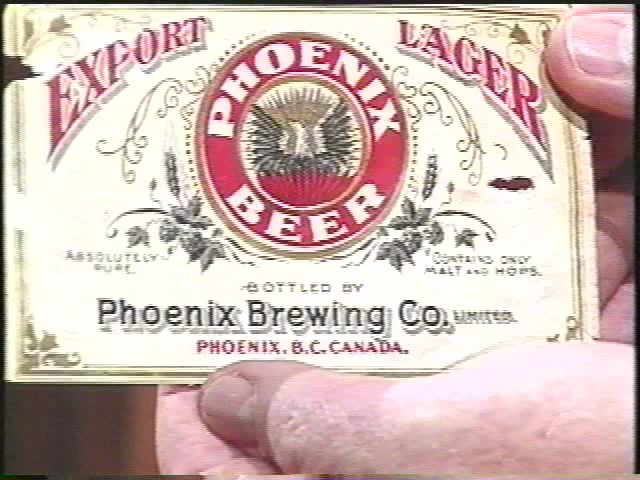 EXPORT LAGER
PHOENIX
BEER
ABSOLUTELY PURE.
CONTAINS ONLY MALT AND HOPS.
BOTTLED BY
Phoenix Brewing Co. LIMITED.
PHOENIX. B.C. CANADA.